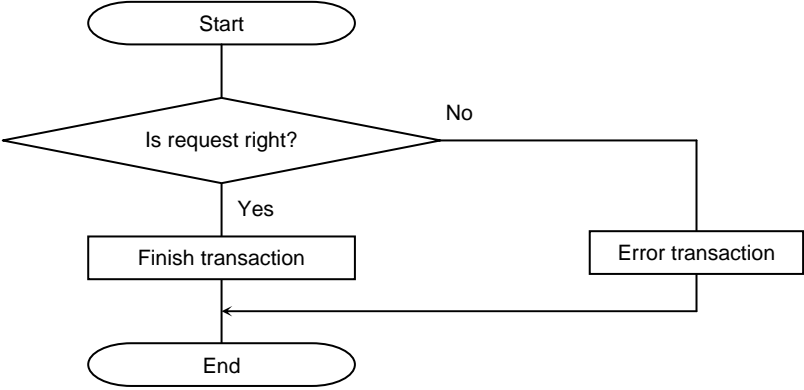 Start
No
Is request right?
Yes
Finish transaction
Error transaction
End